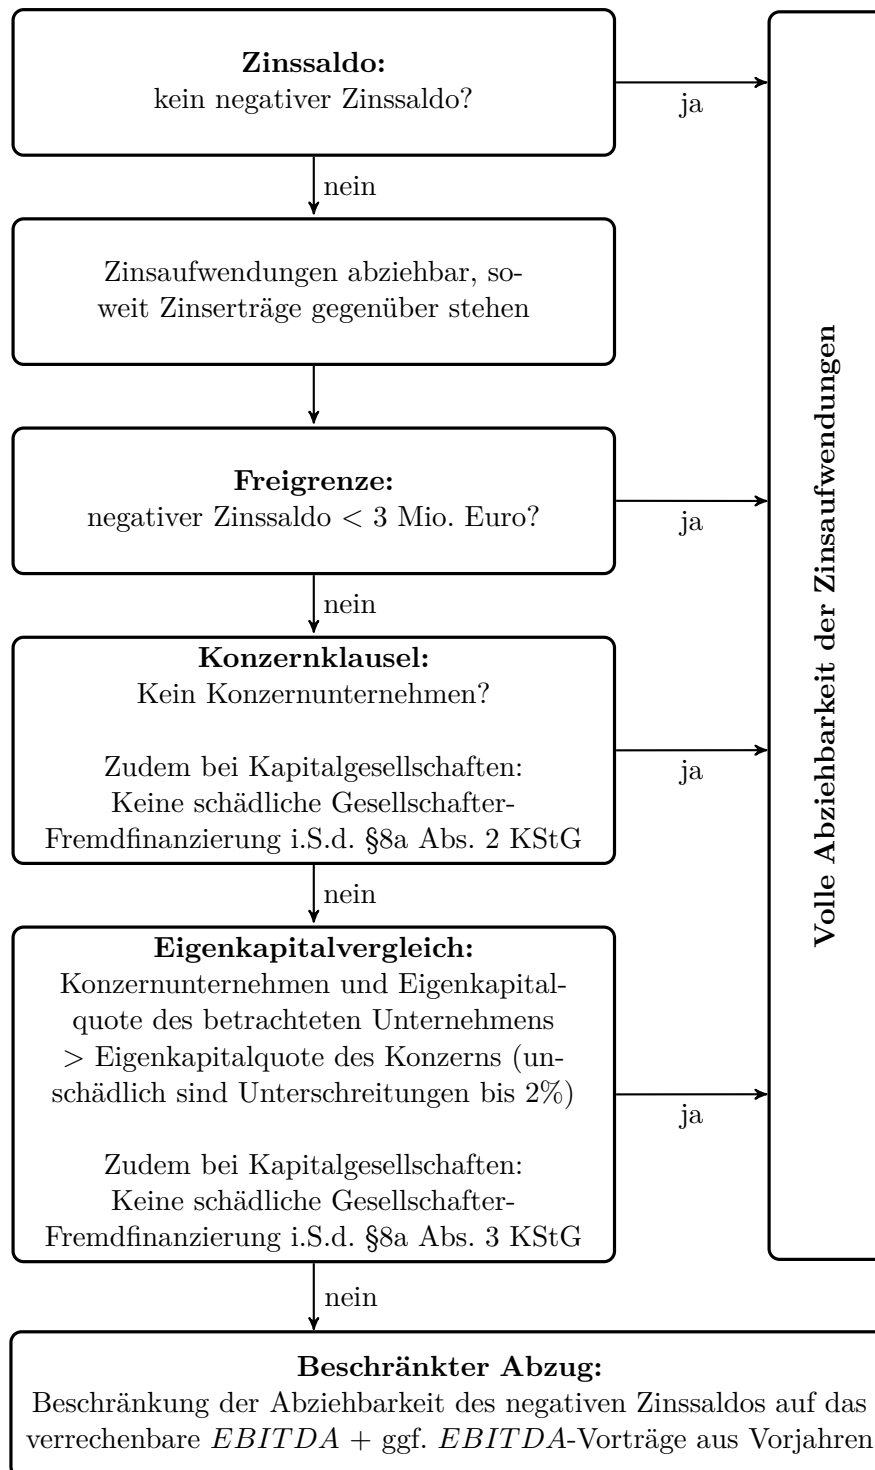 Zinssaldo:
kein negativer Zinssaldo?
ja
nein
Zinsaufwendungen abziehbar, so-
weit Zinserträge gegenüber stehen
Freigrenze:
negativer Zinssaldo < 3 Mio. Euro?
ja
nein
Konzernklausel:
Kein Konzernunternehmen?
Zudem bei Kapitalgesellschaften:
Keine schädliche Gesellschafter-
Fremdfinanzierung i.S.d. §8a Abs. 2 KStG
ja
nein
Eigenkapitalvergleich:
Konzernunternehmen und Eigenkapital-
quote des betrachteten Unternehmens
> Eigenkapitalquote des Konzerns (un-
schädlich sind Unterschreitungen bis 2%)
Zudem bei Kapitalgesellschaften:
Keine schädliche Gesellschafter-
Fremdfinanzierung i.S.d. §8a Abs. 3 KStG
ja
nein
Volle Abziehbarkeit der Zinsaufwendungen
Beschränkter Abzug:
Beschränkung der Abziehbarkeit des negativen Zinssaldos auf das
verrechenbare EBITDA + ggf. EBITDA-Vorträge aus Vorjahren